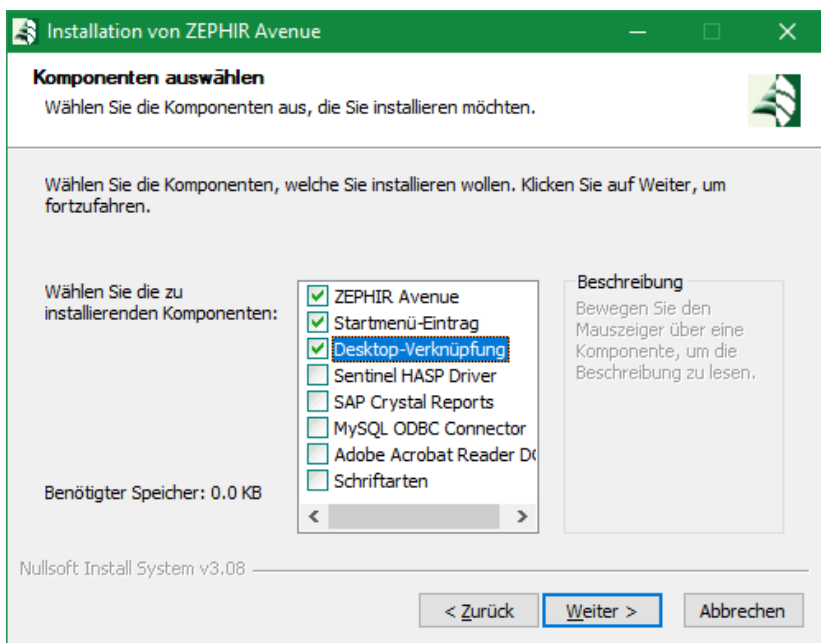 Installation von ZEPHIR Avenue
Komponenten auswählen
Wählen Sie die Komponenten aus, die Sie installieren möchten.
Wählen Sie die Komponenten, welche Sie installieren wollen. Klicken Sie auf Weiter, um
fortzufahren.
Wählen Sie die zu
installierenden Komponenten:
ZEPHIR Avenue
Startmenü-Eintrag
Desktop-Verknüpfung
Sentinel HASP Driver
SAP Crystal Reports
MySQL ODBC Connector
Adobe Acrobat Reader DC
Schriftarten
Beschreibung
Bewegen Sie den
Mauszeiger über eine
Komponente, um die
Beschreibung zu lesen.
Benötigter Speicher: 0.0 KB
Nullsoft Install System v3.08
< Zurück
Weiter >
Abbrechen